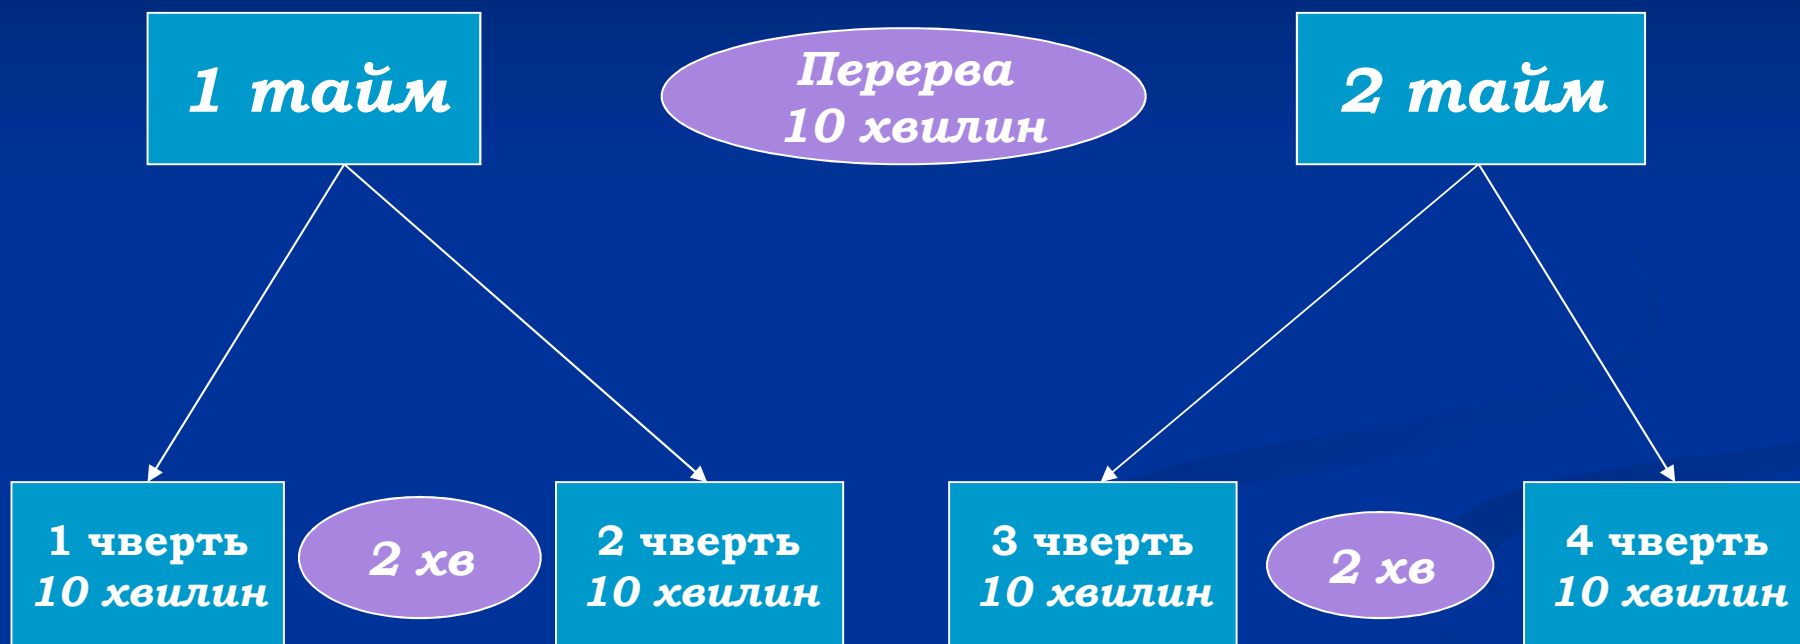 1 тайм
Перерва
10 хвилин
2 тайм
1 чверть
10 хвилин
2 хв
2 чверть
10 хвилин
3 чверть
10 хвилин
2 хв
4 чверть
10 хвилин